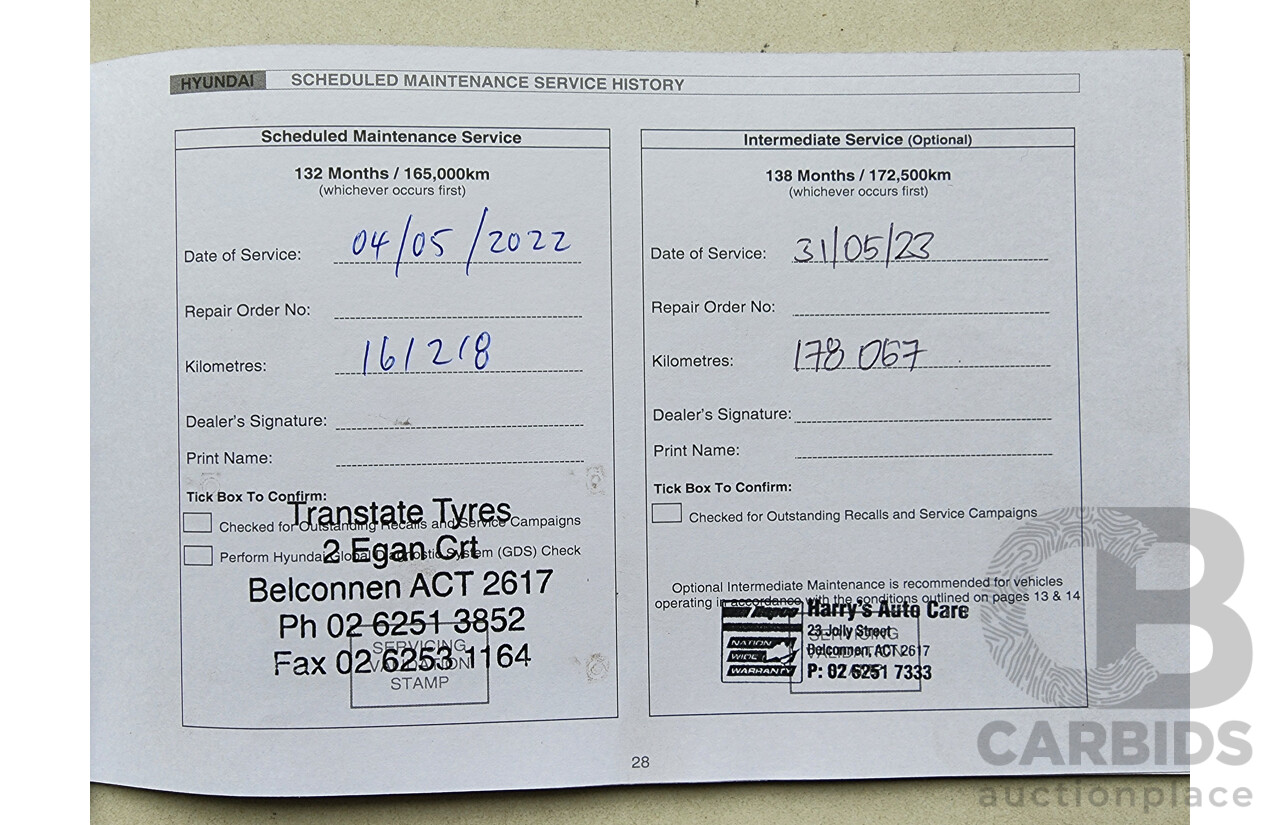 HYUNDAI SCHEDULED MAINTENANCE SERVICE HISTORY
Scheduled Maintenance Service
132 Months / 165,000km
(whichever occurs first)
Date of Service: 04/05/2022
Repair Order No:
Kilometres: 161218
Dealer's Signature:
Print Name:
Tick Box To Confirm:
Checked for Outstanding Recalls and Service Campaigns
Perform Hyundai Global Diagnostic System (GDS) Check
Transtate Tyres
2 Egan Crt
Belconnen ACT 2617
Ph 02 6251 3852
Fax 02 6253 1164
SERVICING
VALIDATION
STAMP
Intermediate Service (Optional)
138 Months / 172,500km
(whichever occurs first)
Date of Service: 31/05/23
Repair Order No:
Kilometres: 178 067
Dealer's Signature:
Print Name:
Tick Box To Confirm:
Checked for Outstanding Recalls and Service Campaigns
Optional Intermediate Maintenance is recommended for vehicles
operating in accordance with the conditions outlined on pages 13 & 14
Repco
NATION
WIDE
WARRANTY
Harry's Auto Care
23 Jolly Street
Belconnen, ACT 2617
P: 02 6251 7333
SERVICING
VALIDATION
28
CB
CARBIDS
auctionplace